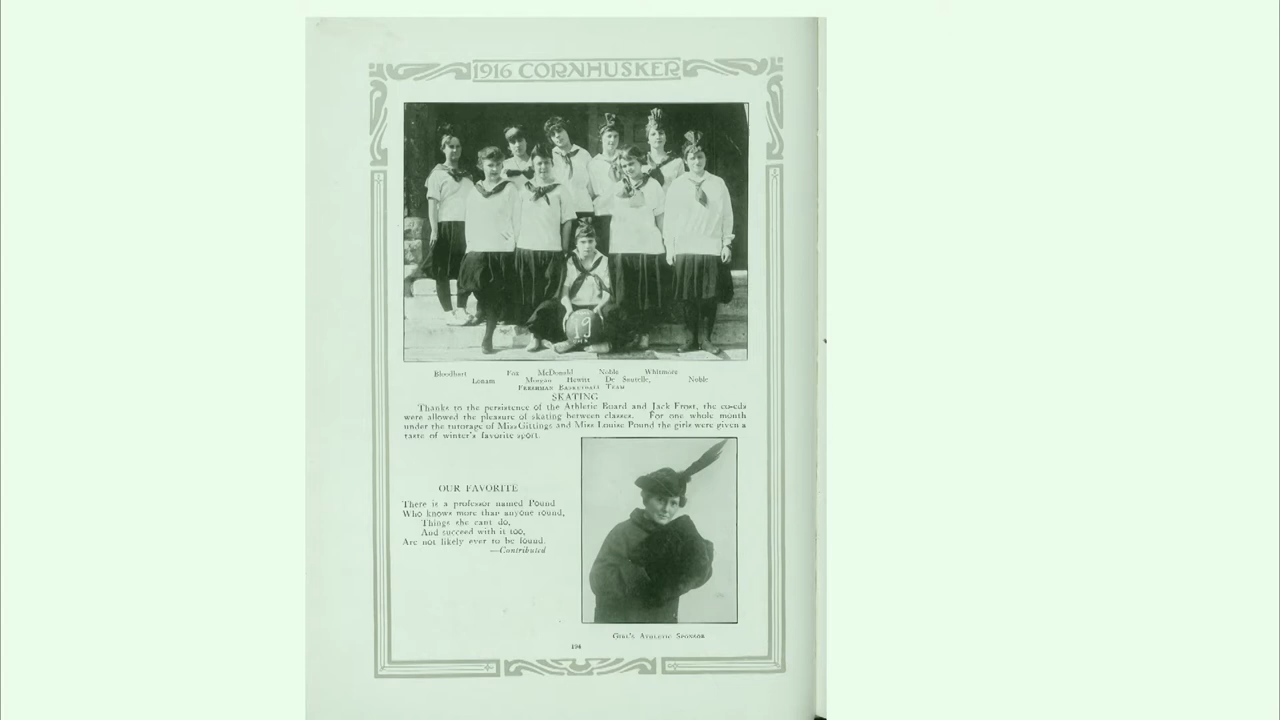 1916 CORNHUSKER
19
Fox McDonald Noble Whitmore
Lonam Morgan Hewitt De Sautelle, Noble
FRESHMAN BASKETBALL TEAM
SKATING
Thanks to the persistence of the Athletic Board and Jack Frost, the co-eds
were allowed the pleasure of skating between classes. For one whole month
under the tutorage of Miss Gittings and Miss Louise Pound the girls were given a
taste of winter's favorite sport.
OUR FAVORITE
There is a professor named Pound
Who knows more than anyone round,
Things she cant do,
And succeed with it too,
Are not likely ever to be found.
—Contributed
GIRL'S ATHLETIC SPONSOR
194